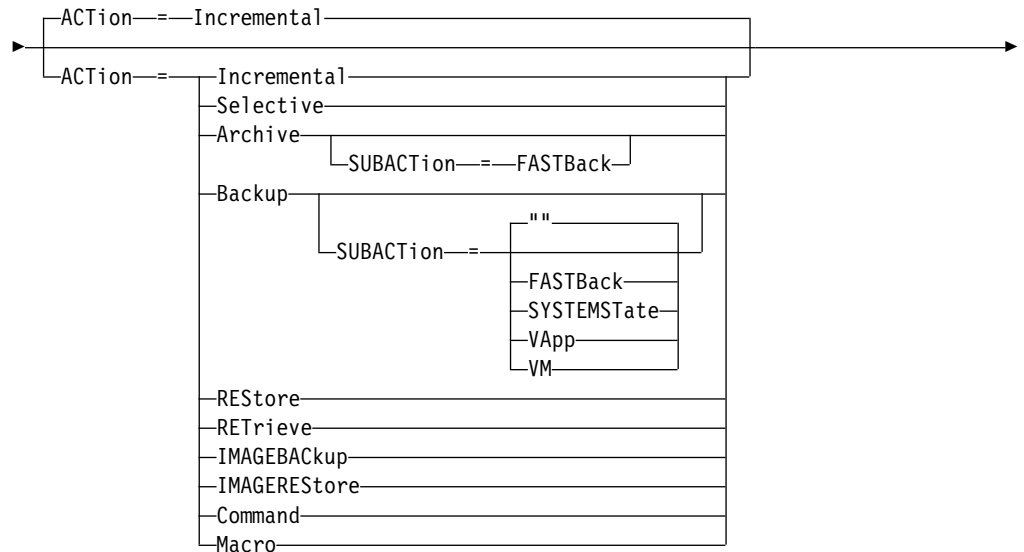 ACTion = Incremental
ACTion = Incremental
Selective
Archive
SUBACTion = FASTBack
Backup
""
SUBACTion =
FASTBack
SYSTEMSTate
VApp
VM
REStore
RETrieve
IMAGEBACkup
IMAGEREStore
Command
Macro